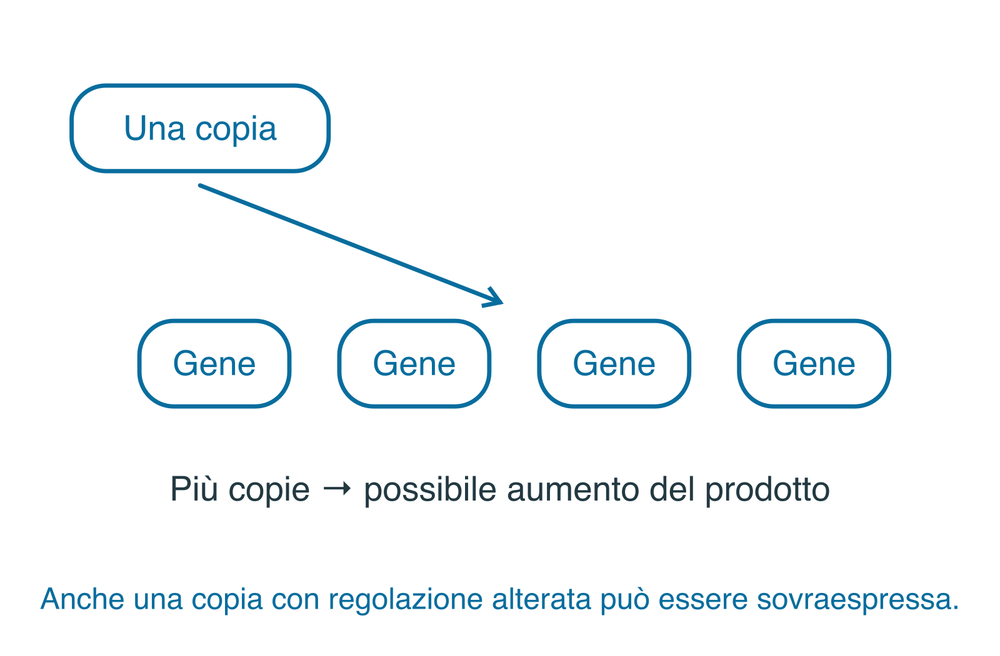 Una copia
Gene Gene Gene Gene
Più copie → possibile aumento del prodotto
Anche una copia con regolazione alterata può essere sovraespressa.